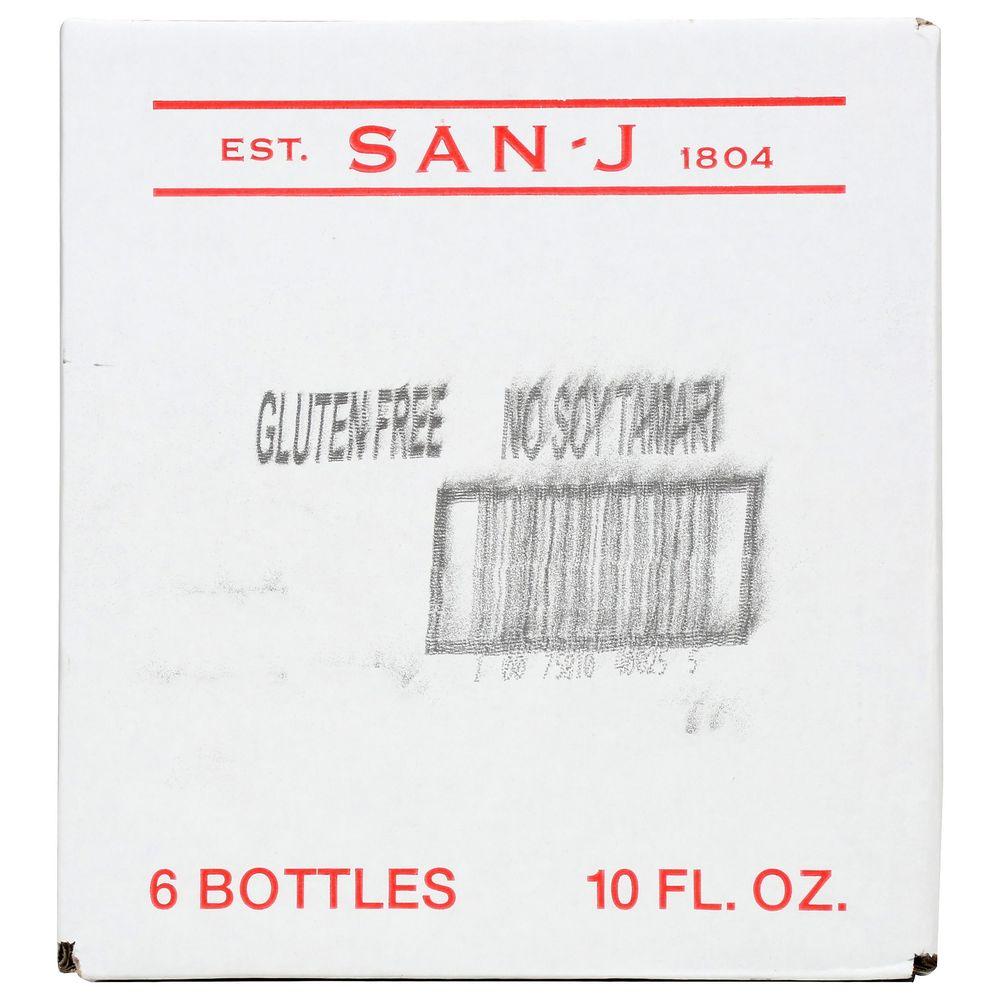 EST. SAN-J 1804
GLUTEN FREE NO SOY TAMARI
6 BOTTLES 10 FL. OZ.